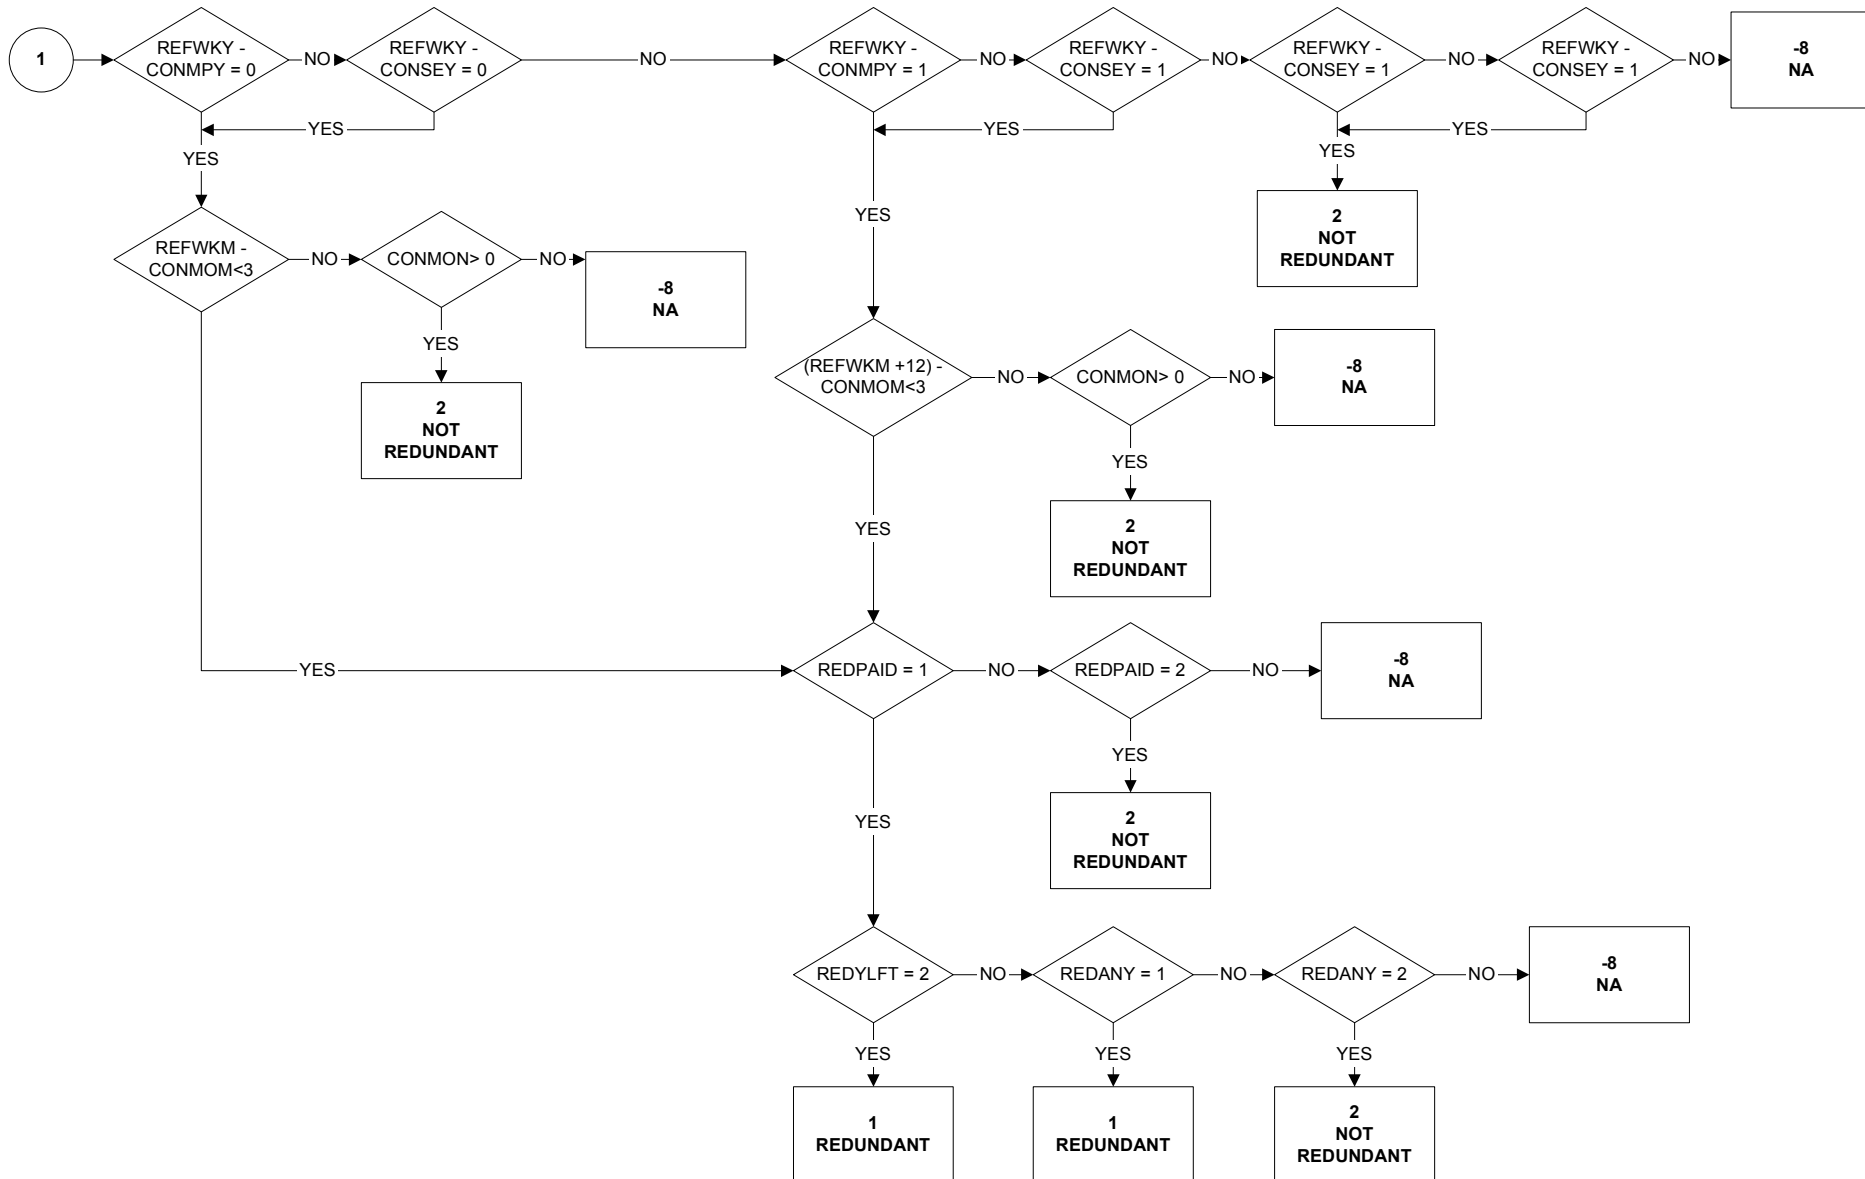 1
REFWKY -
CONMPY = 0
NO
REFWKY -
CONSEY = 0
NO
REFWKY -
CONMPY = 1
NO
REFWKY -
CONSEY = 1
NO
REFWKY -
CONSEY = 1
NO
REFWKY -
CONSEY = 1
NO
-8
NA
YES
YES
YES
YES
YES
YES
2
NOT
REDUNDANT
REFWKM -
CONMOM<3
NO
CONMON> 0
NO
-8
NA
YES
2
NOT
REDUNDANT
(REFWKM +12) -
CONMOM<3
NO
CONMON> 0
NO
-8
NA
YES
2
NOT
REDUNDANT
YES
YES
REDPAID = 1
NO
REDPAID = 2
NO
-8
NA
YES
2
NOT
REDUNDANT
YES
REDYLFT = 2
NO
REDANY = 1
NO
REDANY = 2
NO
-8
NA
YES
YES
YES
1
REDUNDANT
1
REDUNDANT
2
NOT
REDUNDANT